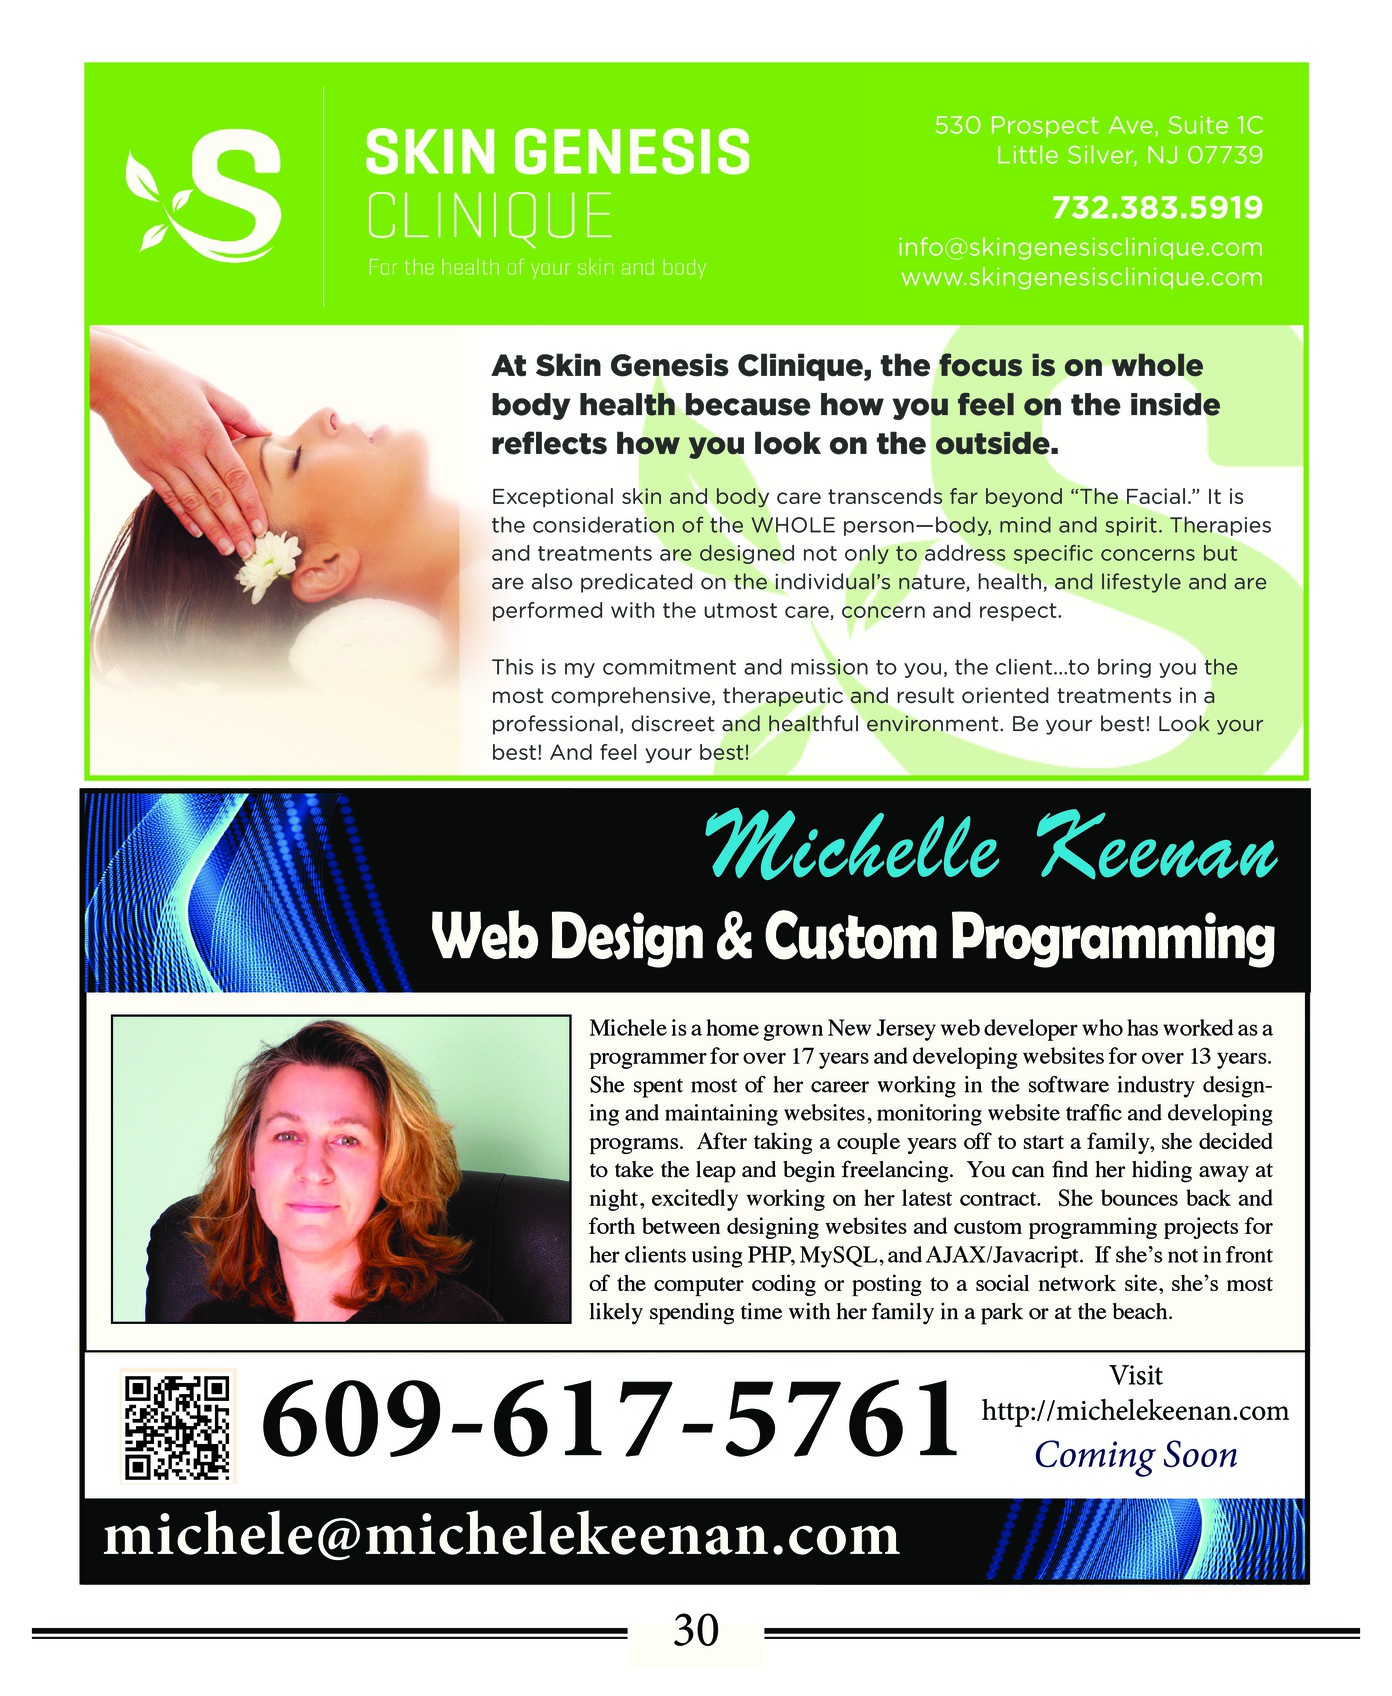 S
SKIN GENESIS
CLINIQUE
For the health of your skin and body
530 Prospect Ave, Suite 1C
Little Silver, NJ 07739
732.383.5919
info@skingenesisclinique.com
www.skingenesisclinique.com
At Skin Genesis Clinique, the focus is on whole
body health because how you feel on the inside
reflects how you look on the outside.
Exceptional skin and body care transcends far beyond “The Facial.” It is
the consideration of the WHOLE person—body, mind and spirit. Therapies
and treatments are designed not only to address specific concerns but
are also predicated on the individual’s nature, health, and lifestyle and are
performed with the utmost care, concern and respect.
This is my commitment and mission to you, the client...to bring you the
most comprehensive, therapeutic and result oriented treatments in a
professional, discreet and healthful environment. Be your best! Look your
best! And feel your best!
Michelle Keenan
Web Design & Custom Programming
Michele is a home grown New Jersey web developer who has worked as a
programmer for over 17 years and developing websites for over 13 years.
She spent most of her career working in the software industry design-
ing and maintaining websites, monitoring website traffic and developing
programs. After taking a couple years off to start a family, she decided
to take the leap and begin freelancing. You can find her hiding away at
night, excitedly working on her latest contract. She bounces back and
forth between designing websites and custom programming projects for
her clients using PHP, MySQL, and AJAX/Javacript. If she’s not in front
of the computer coding or posting to a social network site, she’s most
likely spending time with her family in a park or at the beach.
609-617-5761
Visit
http://michelekeenan.com
Coming Soon
michele@michelekeenan.com
30